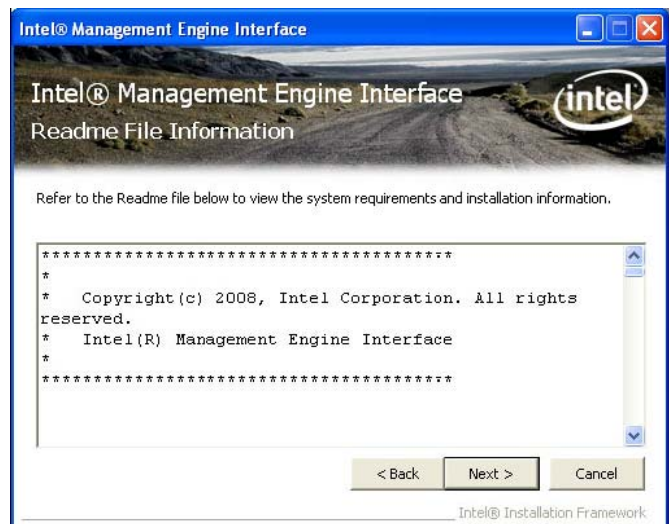 Intel® Management Engine Interface
Intel® Management Engine Interface
intel
Readme File Information
Refer to the Readme file below to view the system requirements and installation information.
****************************************
*
*   Copyright(c) 2008, Intel Corporation. All rights
reserved.
*   Intel(R) Management Engine Interface
*
****************************************
< Back
Next >
Cancel
Intel® Installation Framework